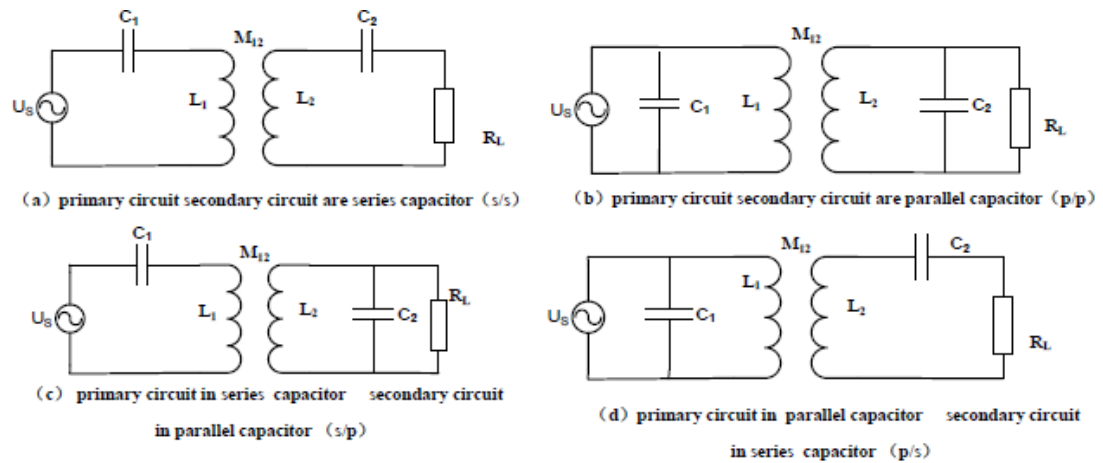 C1
C2
M12
US
L1
L2
RL
(a) primary circuit secondary circuit are series capacitor (s/s)
M12
US
C1
L1
L2
C2
RL
(b) primary circuit secondary circuit are parallel capacitor (p/p)
C1
M12
US
L1
L2
C2
RL
(c) primary circuit in series capacitor secondary circuit
in parallel capacitor (s/p)
M12
C2
US
C1
L1
L2
RL
(d) primary circuit in parallel capacitor secondary circuit
in series capacitor (p/s)